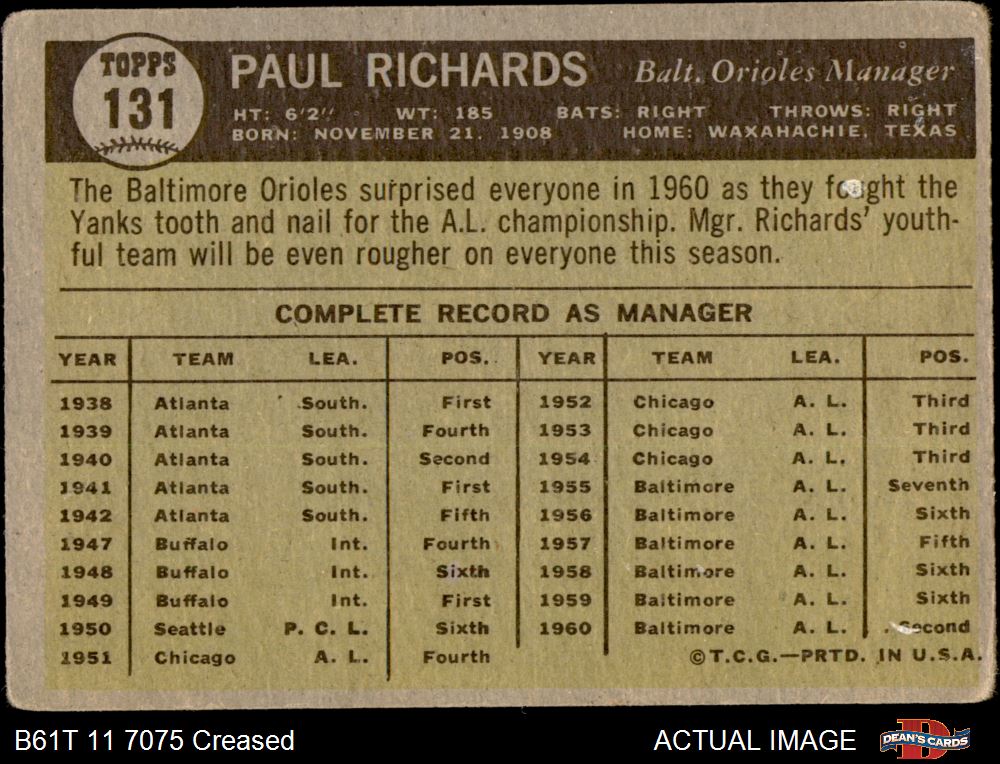 TOPPS
131
PAUL RICHARDS Balt. Orioles Manager
HT: 6'2" WT: 185 BATS: RIGHT THROWS: RIGHT
BORN: NOVEMBER 21, 1908 HOME: WAXAHACHIE, TEXAS
The Baltimore Orioles surprised everyone in 1960 as they fought the
Yanks tooth and nail for the A.L. championship. Mgr. Richards' youth-
ful team will be even rougher on everyone this season.
COMPLETE RECORD AS MANAGER
YEAR TEAM LEA. POS. YEAR TEAM LEA. POS.
1938 Atlanta South. First 1952 Chicago A. L. Third
1939 Atlanta South. Fourth 1953 Chicago A. L. Third
1940 Atlanta South. Second 1954 Chicago A. L. Third
1941 Atlanta South. First 1955 Baltimore A. L. Seventh
1942 Atlanta South. Fifth 1956 Baltimore A. L. Sixth
1947 Buffalo Int. Fourth 1957 Baltimore A. L. Fifth
1948 Buffalo Int. Sixth 1958 Baltimore A. L. Sixth
1949 Buffalo Int. First 1959 Baltimore A. L. Sixth
1950 Seattle P. C. L. Sixth 1960 Baltimore A. L. Second
1951 Chicago A. L. Fourth ©T.C.G.—PRTD. IN U.S.A.
B61T 11 7075 Creased ACTUAL IMAGE DEAN'S CARDS